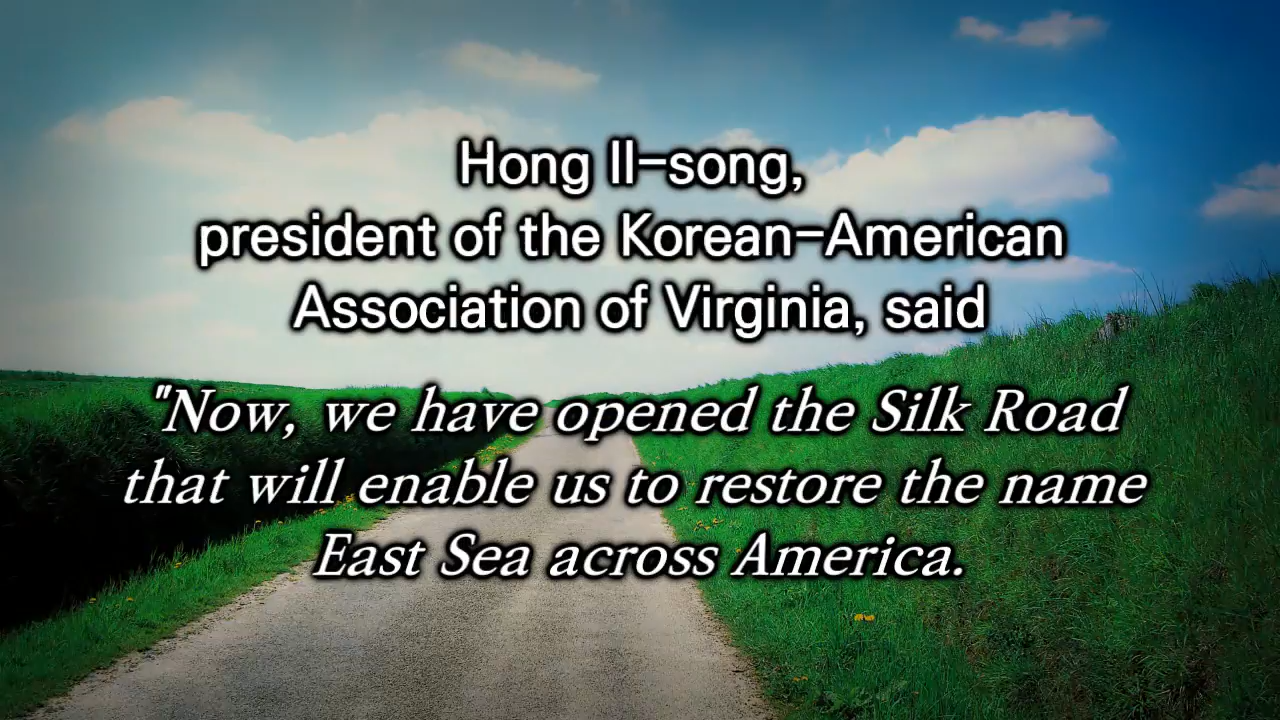 Hong Il-song,
president of the Korean-American
Association of Virginia, said
"Now, we have opened the Silk Road
that will enable us to restore the name
East Sea across America.